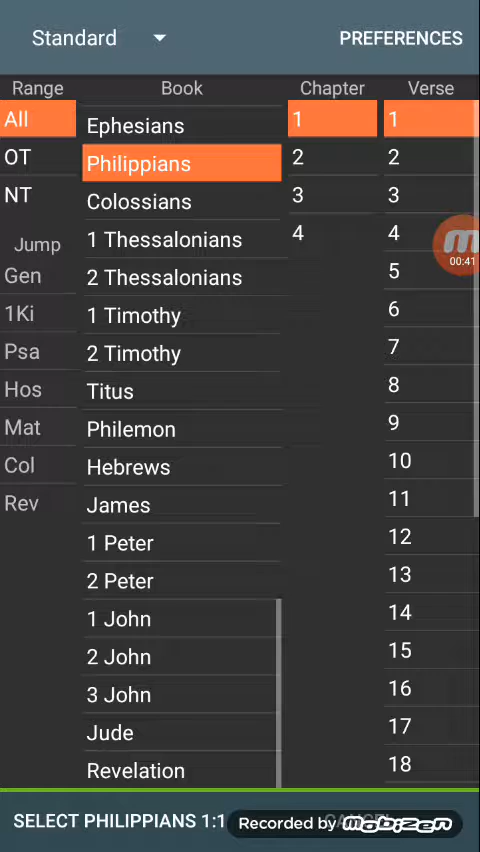 Standard
PREFERENCES
Range
Book
Chapter
Verse
All
OT
NT
Jump
Gen
1Ki
Psa
Hos
Mat
Col
Rev
Ephesians
Philippians
Colossians
1 Thessalonians
2 Thessalonians
1 Timothy
2 Timothy
Titus
Philemon
Hebrews
James
1 Peter
2 Peter
1 John
2 John
3 John
Jude
Revelation
1
2
3
4
1
2
3
4
5
6
7
8
9
10
11
12
13
14
15
16
17
18
00:41
SELECT PHILIPPIANS 1:1
Recorded by mobizen